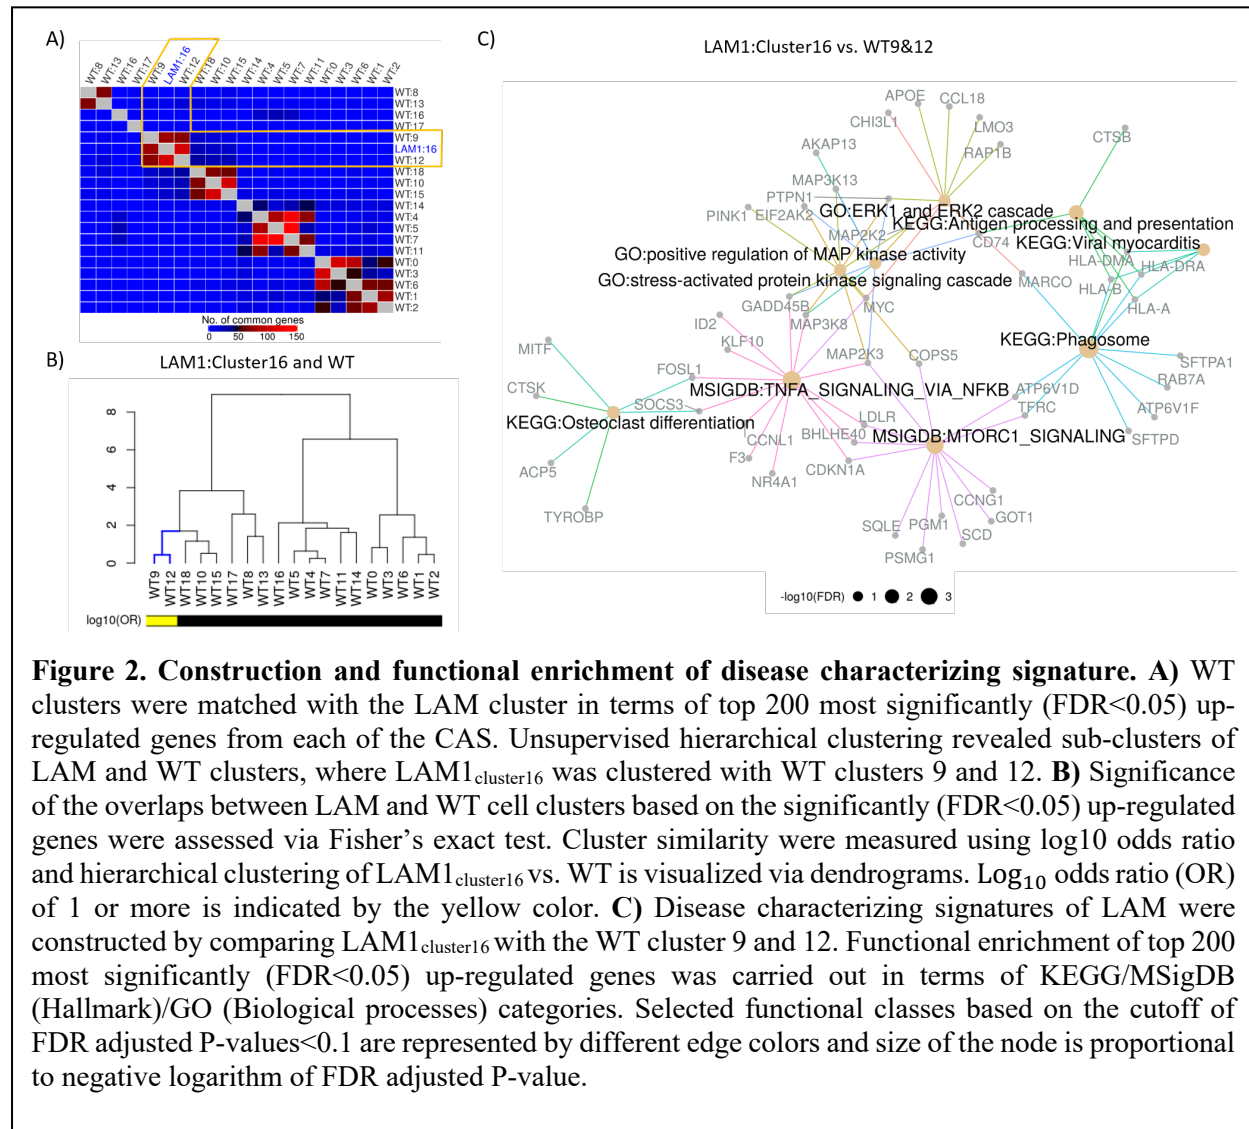 A)
WT:8
WT:13
WT:16
WT:17
WT:9
LAM1:16
WT:12
WT:18
WT:10
WT:15
WT:14
WT:4
WT:5
WT:7
WT:11
WT:0
WT:3
WT:6
WT:1
WT:2
WT:8
WT:13
WT:16
WT:17
WT:9
LAM1:16
WT:12
WT:18
WT:10
WT:15
WT:14
WT:4
WT:5
WT:7
WT:11
WT:0
WT:3
WT:6
WT:1
WT:2
No. of common genes
0 50 100 150
B)
LAM1:Cluster16 and WT
8
6
4
2
0
WT9 WT12 WT18 WT10 WT15 WT17 WT8 WT13 WT16 WT5 WT4 WT7 WT11 WT14 WT0 WT3 WT6 WT1 WT2
log10(OR)
C)
LAM1:Cluster16 vs. WT9&12
APOE
CCL18
CHI3L1
LMO3
RAP1B
CTSB
AKAP13
MAP3K13
PTPN1
PINK1
EIF2AK2
GO:ERK1 and ERK2 cascade
KEGG:Antigen processing and presentation
MAP2K2
CD74
KEGG:Viral myocarditis
GO:positive regulation of MAP kinase activity
HLA-DMA
HLA-DRA
GO:stress-activated protein kinase signaling cascade
MARCO
HLA-B
HLA-A
GADD45B
MYC
MAP3K8
ID2
KLF10
KEGG:Phagosome
MITF
MAP2K3
COPS5
SFTPA1
FOSL1
RAB7A
CTSK
MSIGDB:TNFA_SIGNALING_VIA_NFKB
ATP6V1D
SOCS3
TFRC
ATP6V1F
KEGG:Osteoclast differentiation
LDLR
BHLHE40
MSIGDB:MTORC1_SIGNALING
SFTPD
CCNL1
F3
CDKN1A
ACP5
NR4A1
CCNG1
TYROBP
GOT1
SQLE
PGM1
SCD
PSMG1
-log10(FDR) 1 2 3
Figure 2. Construction and functional enrichment of disease characterizing signature. A) WT
clusters were matched with the LAM cluster in terms of top 200 most significantly (FDR<0.05) up-
regulated genes from each of the CAS. Unsupervised hierarchical clustering revealed sub-clusters of
LAM and WT clusters, where LAM1cluster16 was clustered with WT clusters 9 and 12. B) Significance
of the overlaps between LAM and WT cell clusters based on the significantly (FDR<0.05) up-regulated
genes were assessed via Fisher’s exact test. Cluster similarity were measured using log10 odds ratio
and hierarchical clustering of LAM1cluster16 vs. WT is visualized via dendrograms. Log10 odds ratio (OR)
of 1 or more is indicated by the yellow color. C) Disease characterizing signatures of LAM were
constructed by comparing LAM1cluster16 with the WT cluster 9 and 12. Functional enrichment of top 200
most significantly (FDR<0.05) up-regulated genes was carried out in terms of KEGG/MSigDB
(Hallmark)/GO (Biological processes) categories. Selected functional classes based on the cutoff of
FDR adjusted P-values<0.1 are represented by different edge colors and size of the node is proportional
to negative logarithm of FDR adjusted P-value.